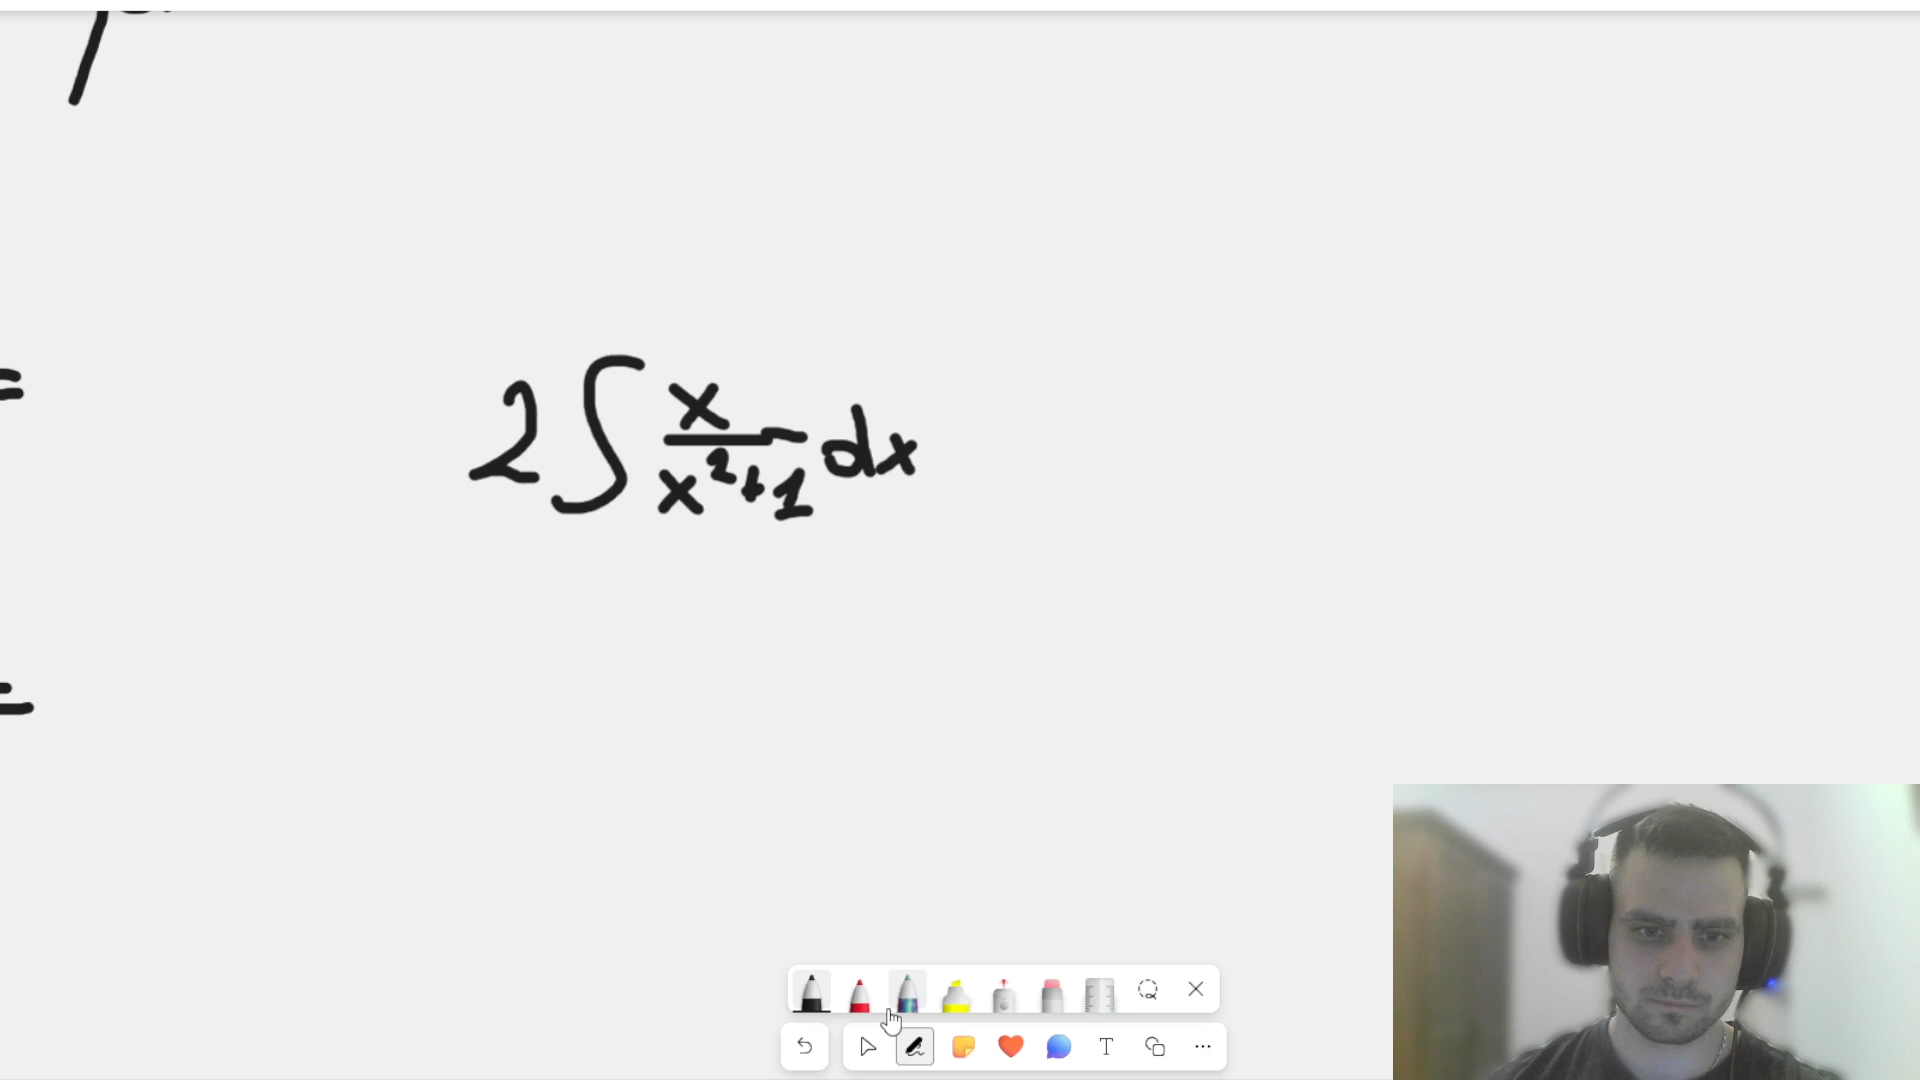 =
2∫ x/(x²+1) dx
=
T